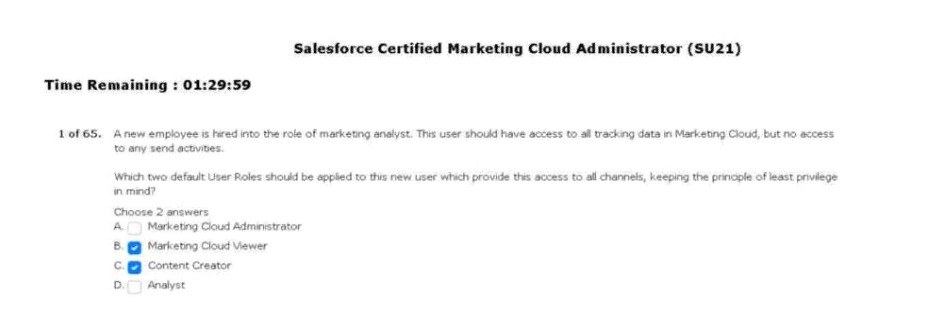 Salesforce Certified Marketing Cloud Administrator (SU21)
Time Remaining : 01:29:59
1 of 65. A new employee is hired into the role of marketing analyst. This user should have access to all tracking data in Marketing Cloud, but no access
to any send activities.
Which two default User Roles should be applied to this new user which provide this access to all channels, keeping the principle of least privilege
in mind?
Choose 2 answers
A. Marketing Cloud Administrator
B. Marketing Cloud Viewer
C. Content Creator
D. Analyst